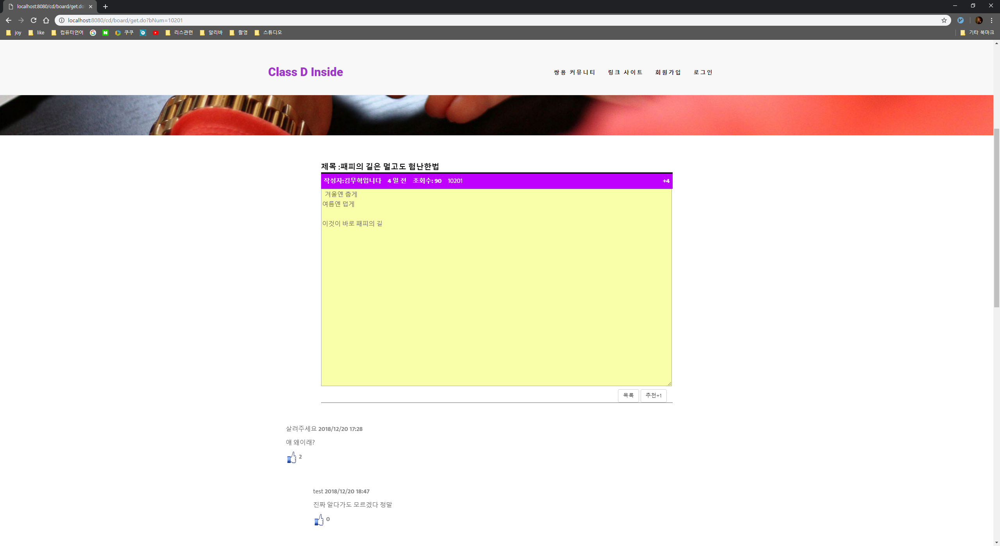 localhost:8080/cd/board/get.do
localhost:8080/cd/board/get.do?bNum=10201
joy like 컴퓨터언어 쿠쿠 리스관련 알리바 촬영 스튜디오 기타 북마크
Class D Inside
쌍용 커뮤니티 링크 사이트 회원가입 로그인
제목 :패피의 길은 멀고도 험난한법
작성자:김무혁입니다 4 일 전 조회수: 90 10201 +4
겨울엔 춥게
여름엔 덥게
이것이 바로 패피의 길
목록 추천+1
살려주세요 2018/12/20 17:28
얘 왜이래?
2
test 2018/12/20 18:47
진짜 알다가도 모르겠다 정말
0